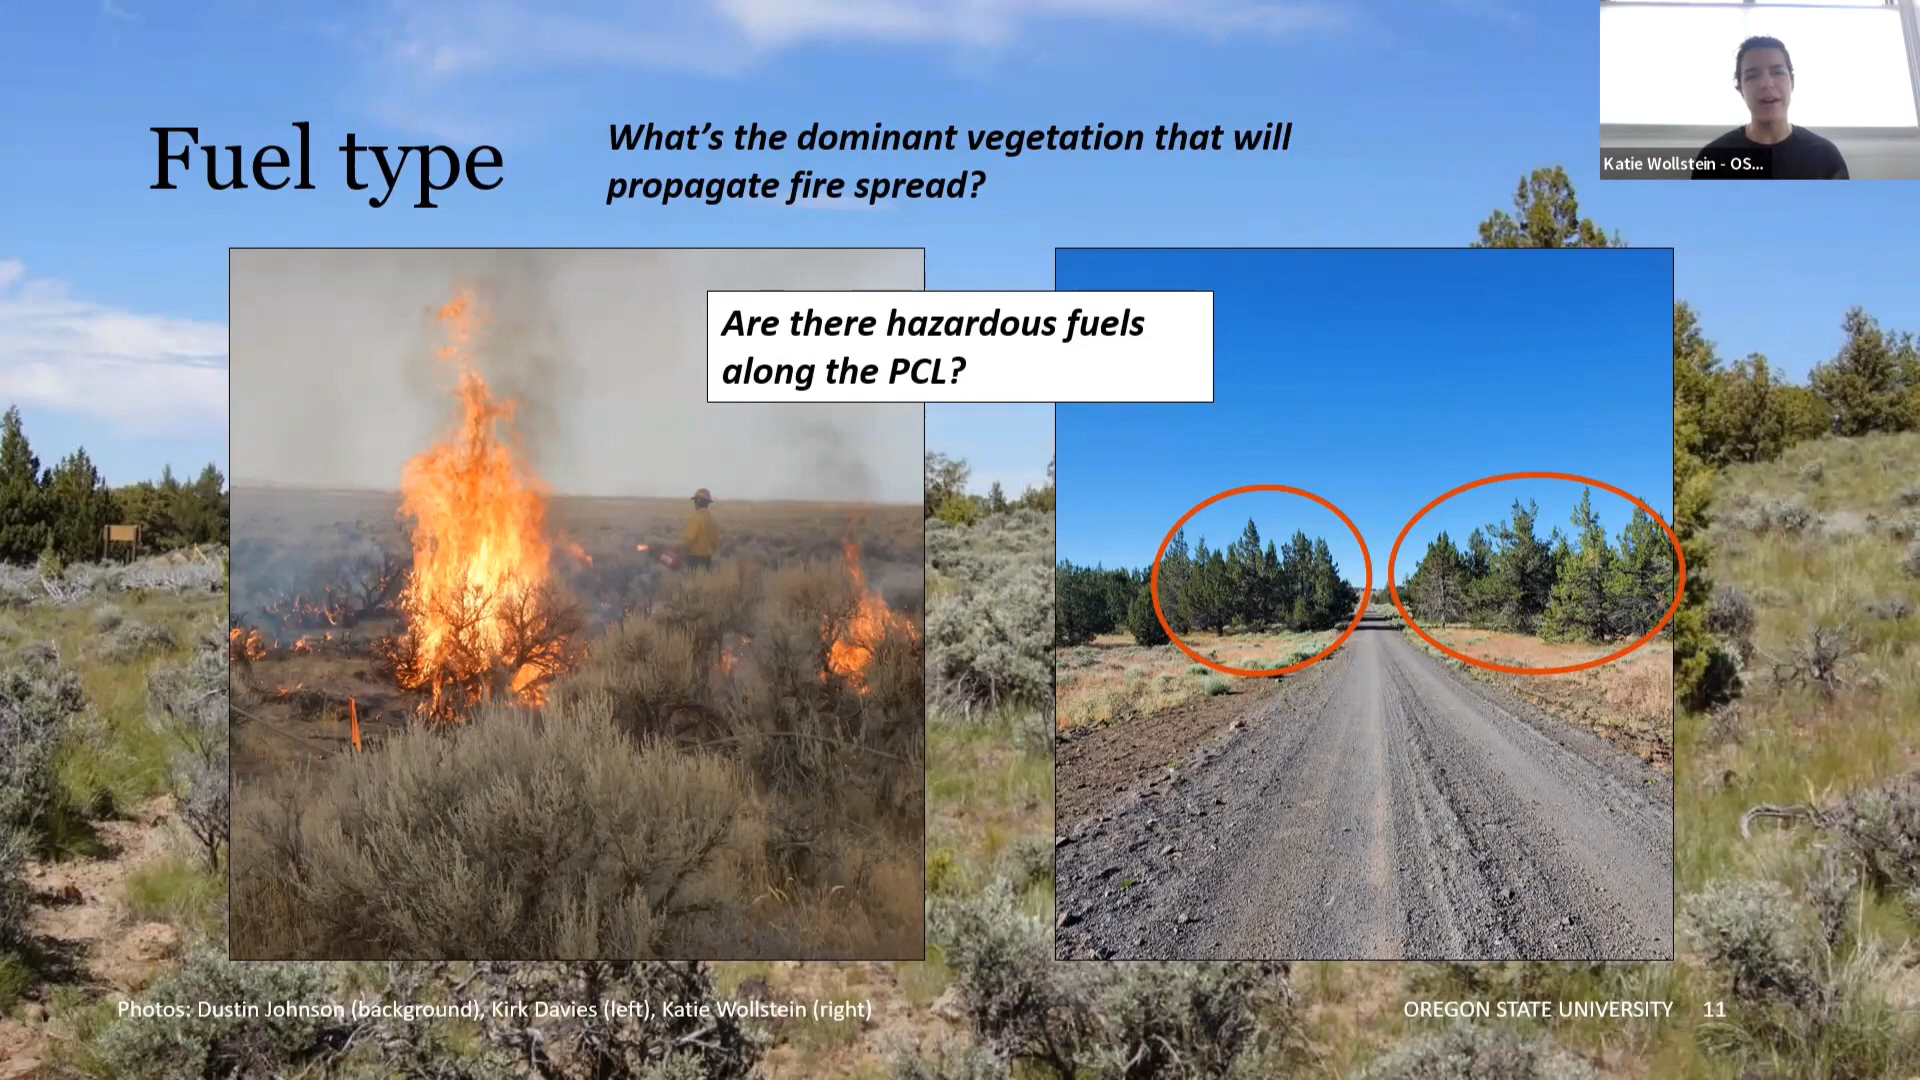 Fuel type
What's the dominant vegetation that will
propagate fire spread?
Katie Wollstein - OS...
Are there hazardous fuels
along the PCL?
Photos: Dustin Johnson (background), Kirk Davies (left), Katie Wollstein (right)
OREGON STATE UNIVERSITY 11